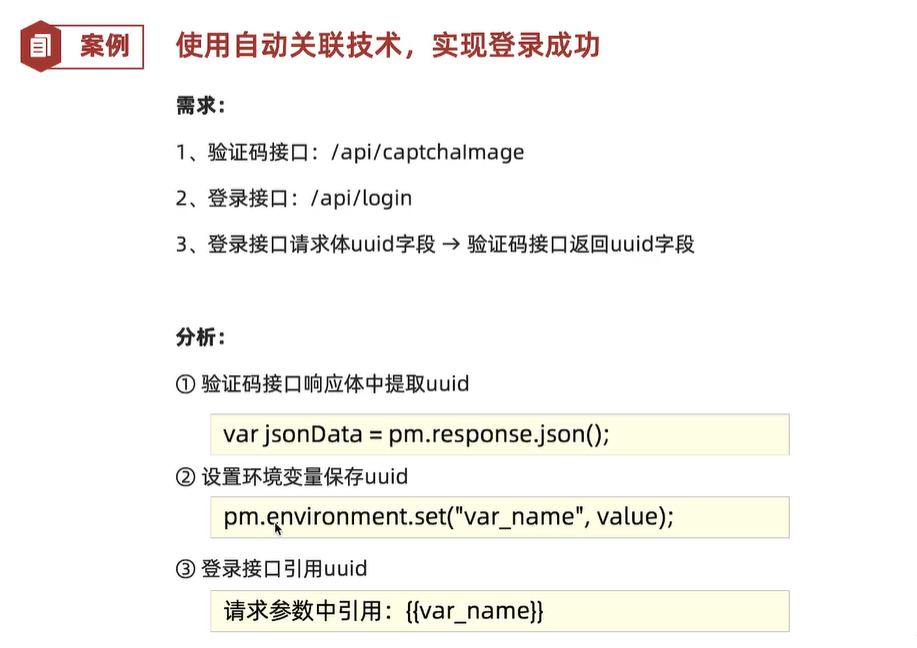 案例
使用自动关联技术，实现登录成功
需求：
1、验证码接口：/api/captchaImage
2、登录接口：/api/login
3、登录接口请求体uuid字段 → 验证码接口返回uuid字段
分析：
① 验证码接口响应体中提取uuid
var jsonData = pm.response.json();
② 设置环境变量保存uuid
pm.environment.set("var_name", value);
③ 登录接口引用uuid
请求参数中引用：{{var_name}}